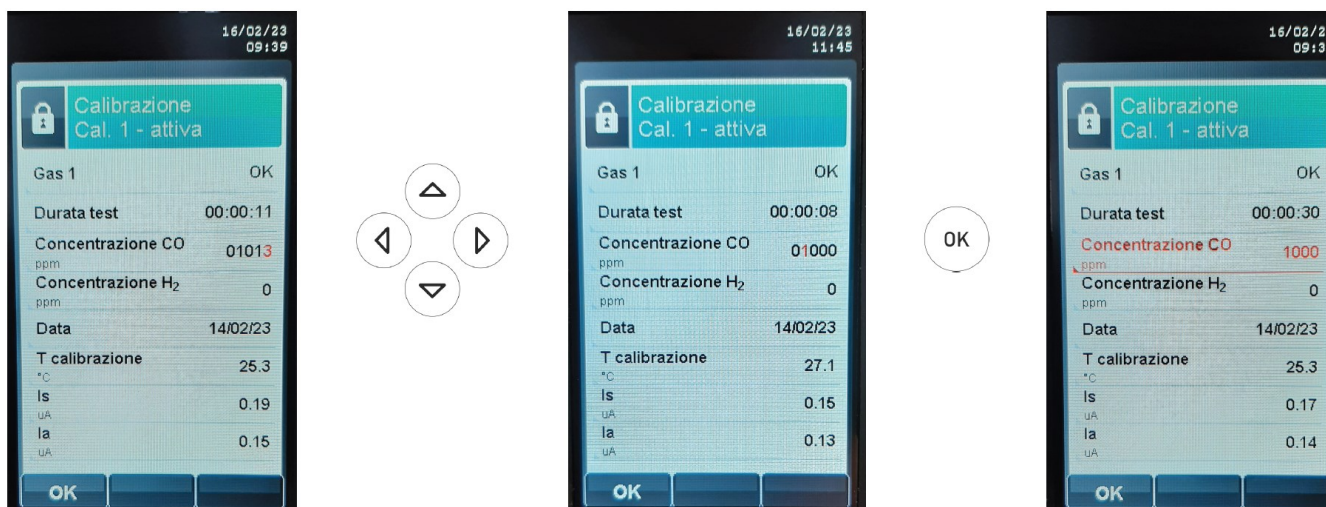 16/02/23
09:39
Calibrazione
Cal. 1 - attiva
Gas 1 OK
Durata test 00:00:11
Concentrazione CO 01013
ppm
Concentrazione H2 0
ppm
Data 14/02/23
T calibrazione 25.3
°C
Is 0.19
uA
Ia 0.15
uA
OK
16/02/23
11:45
Calibrazione
Cal. 1 - attiva
Gas 1 OK
Durata test 00:00:08
Concentrazione CO 01000
ppm
Concentrazione H2 0
ppm
Data 14/02/23
T calibrazione 27.1
°C
Is 0.15
uA
Ia 0.13
uA
OK
OK
16/02/2
09:3
Calibrazione
Cal. 1 - attiva
Gas 1 OK
Durata test 00:00:30
Concentrazione CO 1000
ppm
Concentrazione H2 0
ppm
Data 14/02/23
T calibrazione 25.3
°C
Is 0.17
uA
Ia 0.14
uA
OK